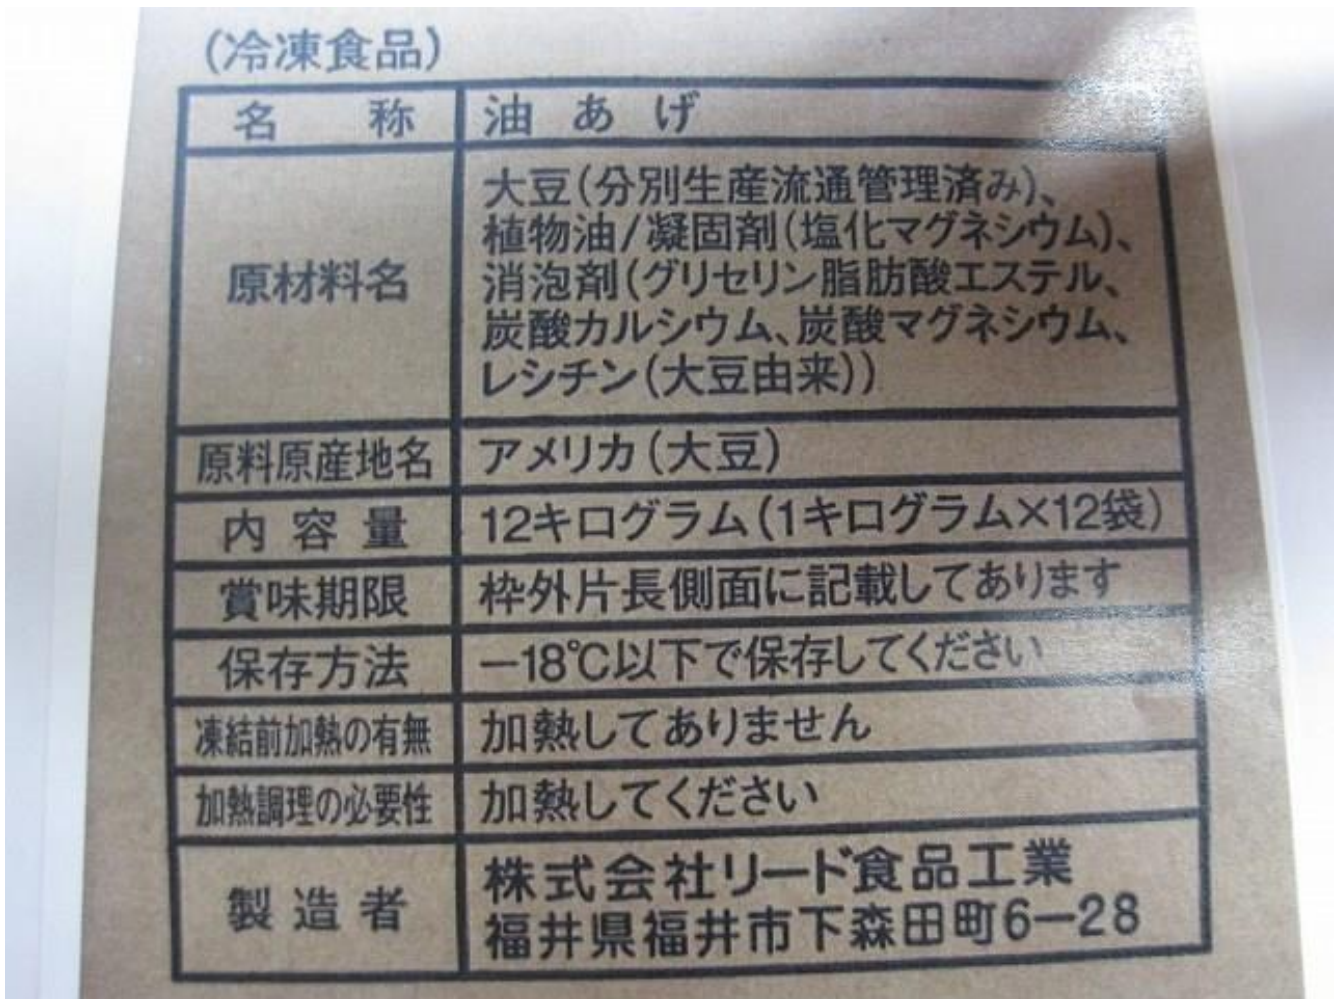 (冷凍食品)
名称 油あげ
原材料名 大豆(分別生産流通管理済み)、
植物油/凝固剤(塩化マグネシウム)、
消泡剤(グリセリン脂肪酸エステル、
炭酸カルシウム、炭酸マグネシウム、
レシチン(大豆由来))
原料原産地名 アメリカ(大豆)
内容量 12キログラム(1キログラム×12袋)
賞味期限 枠外片長側面に記載してあります
保存方法 −18℃以下で保存してください
凍結前加熱の有無 加熱してありません
加熱調理の必要性 加熱してください
製造者 株式会社リード食品工業
福井県福井市下森田町6−28